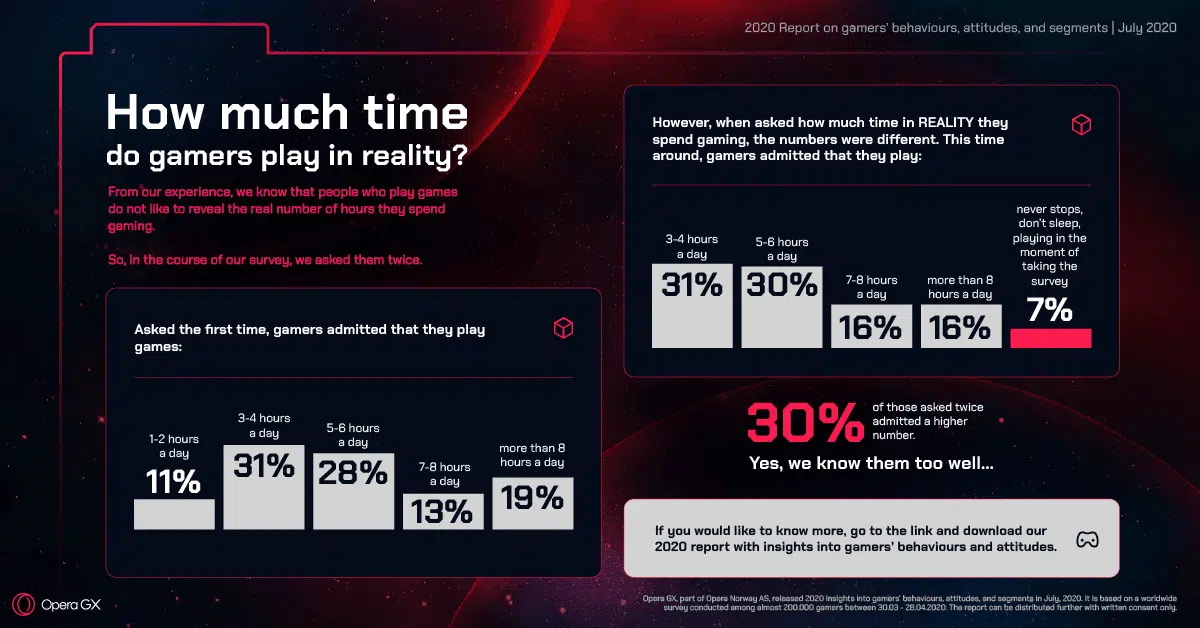 2020 Report on gamers' behaviours, attitudes, and segments | July 2020
How much time
do gamers play in reality?
From our experience, we know that people who play games
do not like to reveal the real number of hours they spend
gaming.
So, in the course of our survey, we asked them twice.
Asked the first time, gamers admitted that they play
games:
1-2 hours
a day
11%
3-4 hours
a day
31%
5-6 hours
a day
28%
7-8 hours
a day
13%
more than 8
hours a day
19%
However, when asked how much time in REALITY they
spend gaming, the numbers were different. This time
around, gamers admitted that they play:
3-4 hours
a day
31%
5-6 hours
a day
30%
7-8 hours
a day
16%
more than 8
hours a day
16%
never stops,
don't sleep,
playing in the
moment of
taking the
survey
7%
30%
of those asked twice
admitted a higher
number.
Yes, we know them too well...
If you would like to know more, go to the link and download our
2020 report with insights into gamers' behaviours and attitudes.
Opera GX
Opera GX, part of Opera Norway AS, released 2020 insights into gamers' behaviours, attitudes, and segments in July, 2020. It is based on a worldwide
survey conducted among almost 200.000 gamers between 30.03 - 28.04.2020. The report can be distributed further with written consent only.